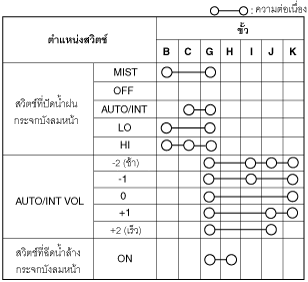 : ความต่อเนื่อง
ตำแหน่งสวิตช์
ขั้ว
B C G H I J K
สวิตช์ที่ปัดน้ำฝน
กระจกบังลมหน้า
MIST
OFF
AUTO/INT
LO
HI
AUTO/INT VOL
-2 (ช้า)
-1
0
+1
+2 (เร็ว)
สวิตช์ที่ฉีดน้ำล้าง
กระจกบังลมหน้า
ON